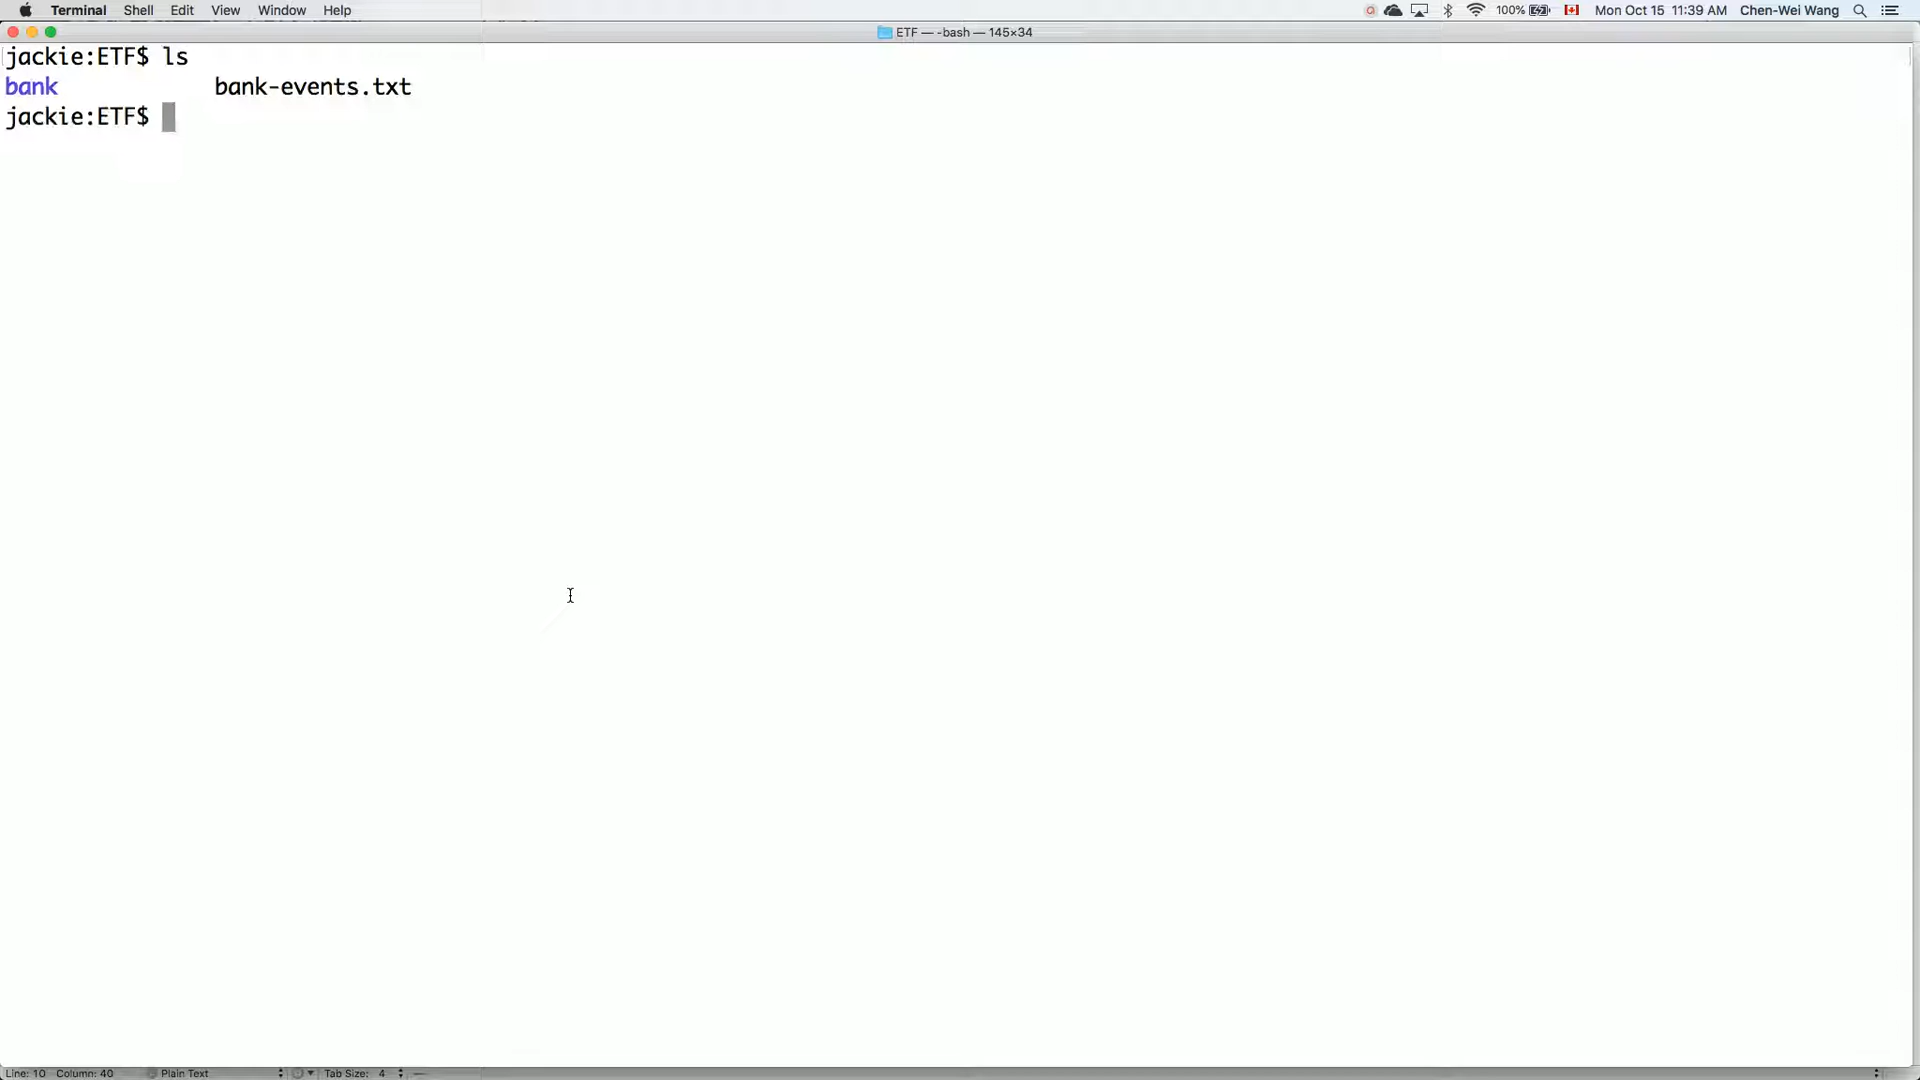 Terminal Shell Edit View Window Help 100% Mon Oct 15 11:39 AM Chen-Wei Wang
ETF — -bash — 145×34
jackie:ETF$ ls
bank bank-events.txt
jackie:ETF$
Line: 10 Column: 40 Plain Text Tab Size: 4 —